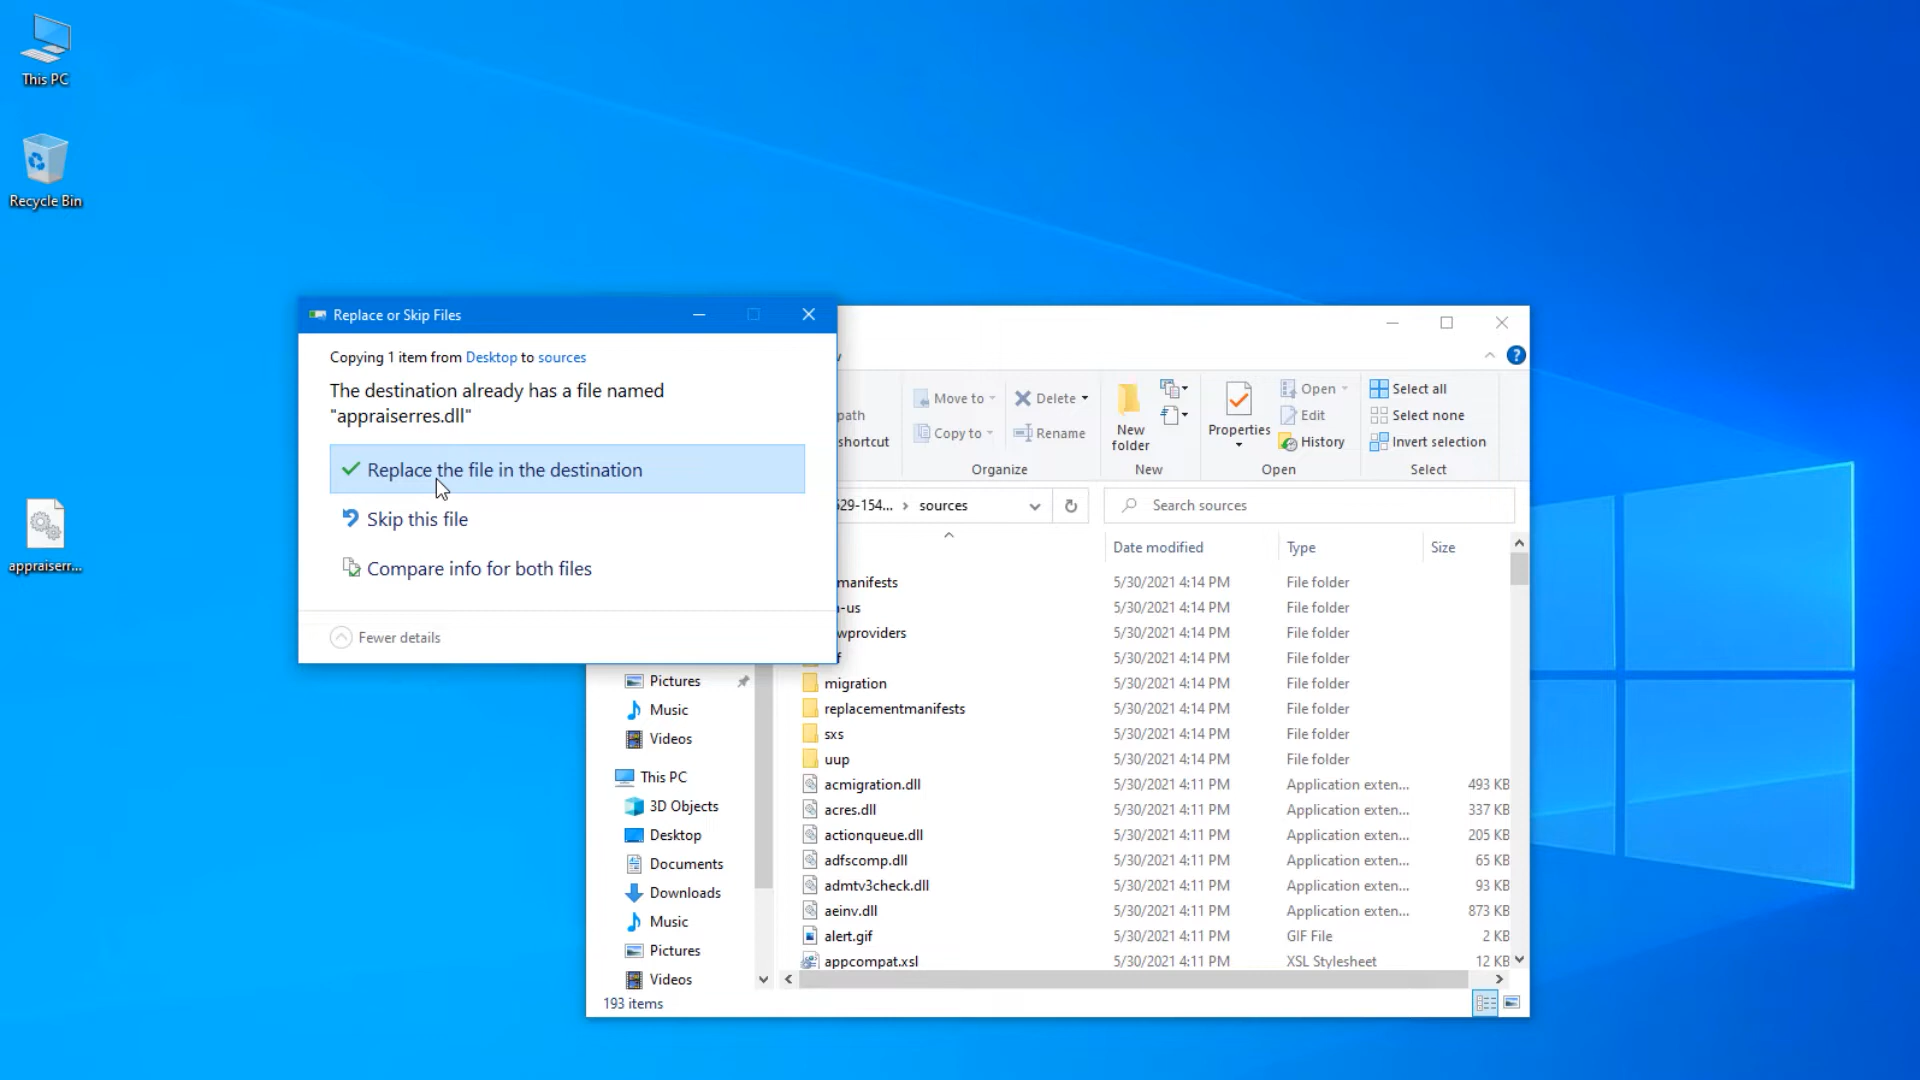 This PC
Recycle Bin
appraiserr...
Replace or Skip Files
Copying 1 item from Desktop to sources
The destination already has a file named
"appraiserres.dll"
Replace the file in the destination
Skip this file
Compare info for both files
Fewer details
path
shortcut
Move to
Copy to
Delete
Rename
Organize
New
folder
New
Properties
Open
Edit
History
Open
Select all
Select none
Invert selection
Select
529-154... > sources
Search sources
Date modified Type Size
manifests 5/30/2021 4:14 PM File folder
-us 5/30/2021 4:14 PM File folder
wproviders 5/30/2021 4:14 PM File folder
f 5/30/2021 4:14 PM File folder
migration 5/30/2021 4:14 PM File folder
replacementmanifests 5/30/2021 4:14 PM File folder
sxs 5/30/2021 4:14 PM File folder
uup 5/30/2021 4:14 PM File folder
acmigration.dll 5/30/2021 4:11 PM Application exten... 493 KB
acres.dll 5/30/2021 4:11 PM Application exten... 337 KB
actionqueue.dll 5/30/2021 4:11 PM Application exten... 205 KB
adfscomp.dll 5/30/2021 4:11 PM Application exten... 65 KB
admtv3check.dll 5/30/2021 4:11 PM Application exten... 93 KB
aeinv.dll 5/30/2021 4:11 PM Application exten... 873 KB
alert.gif 5/30/2021 4:11 PM GIF File 2 KB
appcompat.xsl 5/30/2021 4:11 PM XSL Stylesheet 12 KB
Pictures
Music
Videos
This PC
3D Objects
Desktop
Documents
Downloads
Music
Pictures
Videos
193 items